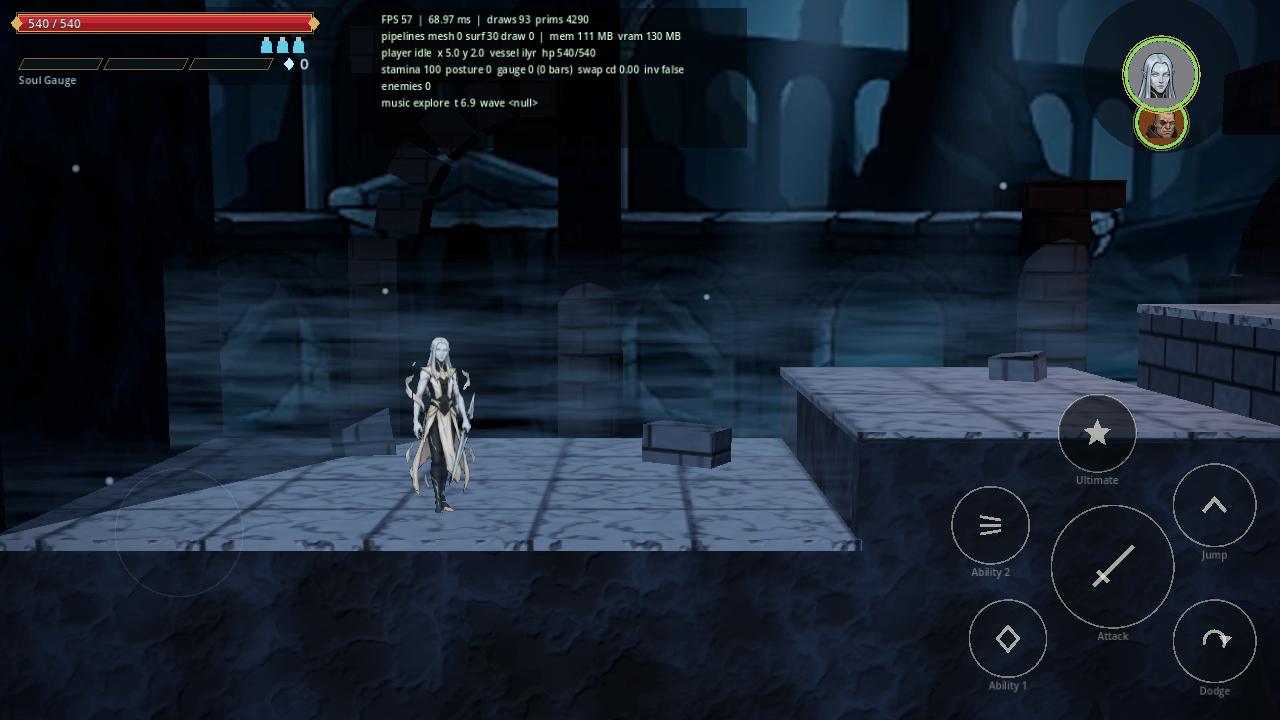 540 / 540
0
Soul Gauge
FPS 57 | 68.97 ms | draws 93 prims 4290
pipelines mesh 0 surf 30 draw 0 | mem 111 MB vram 130 MB
player idle x 5.0 y 2.0 vessel ilyr hp 540/540
stamina 100 posture 0 gauge 0 (0 bars) swap cd 0.00 inv false
enemies 0
music explore t 6.9 wave <null>
Ultimate
Ability 2
Jump
Attack
Ability 1
Dodge